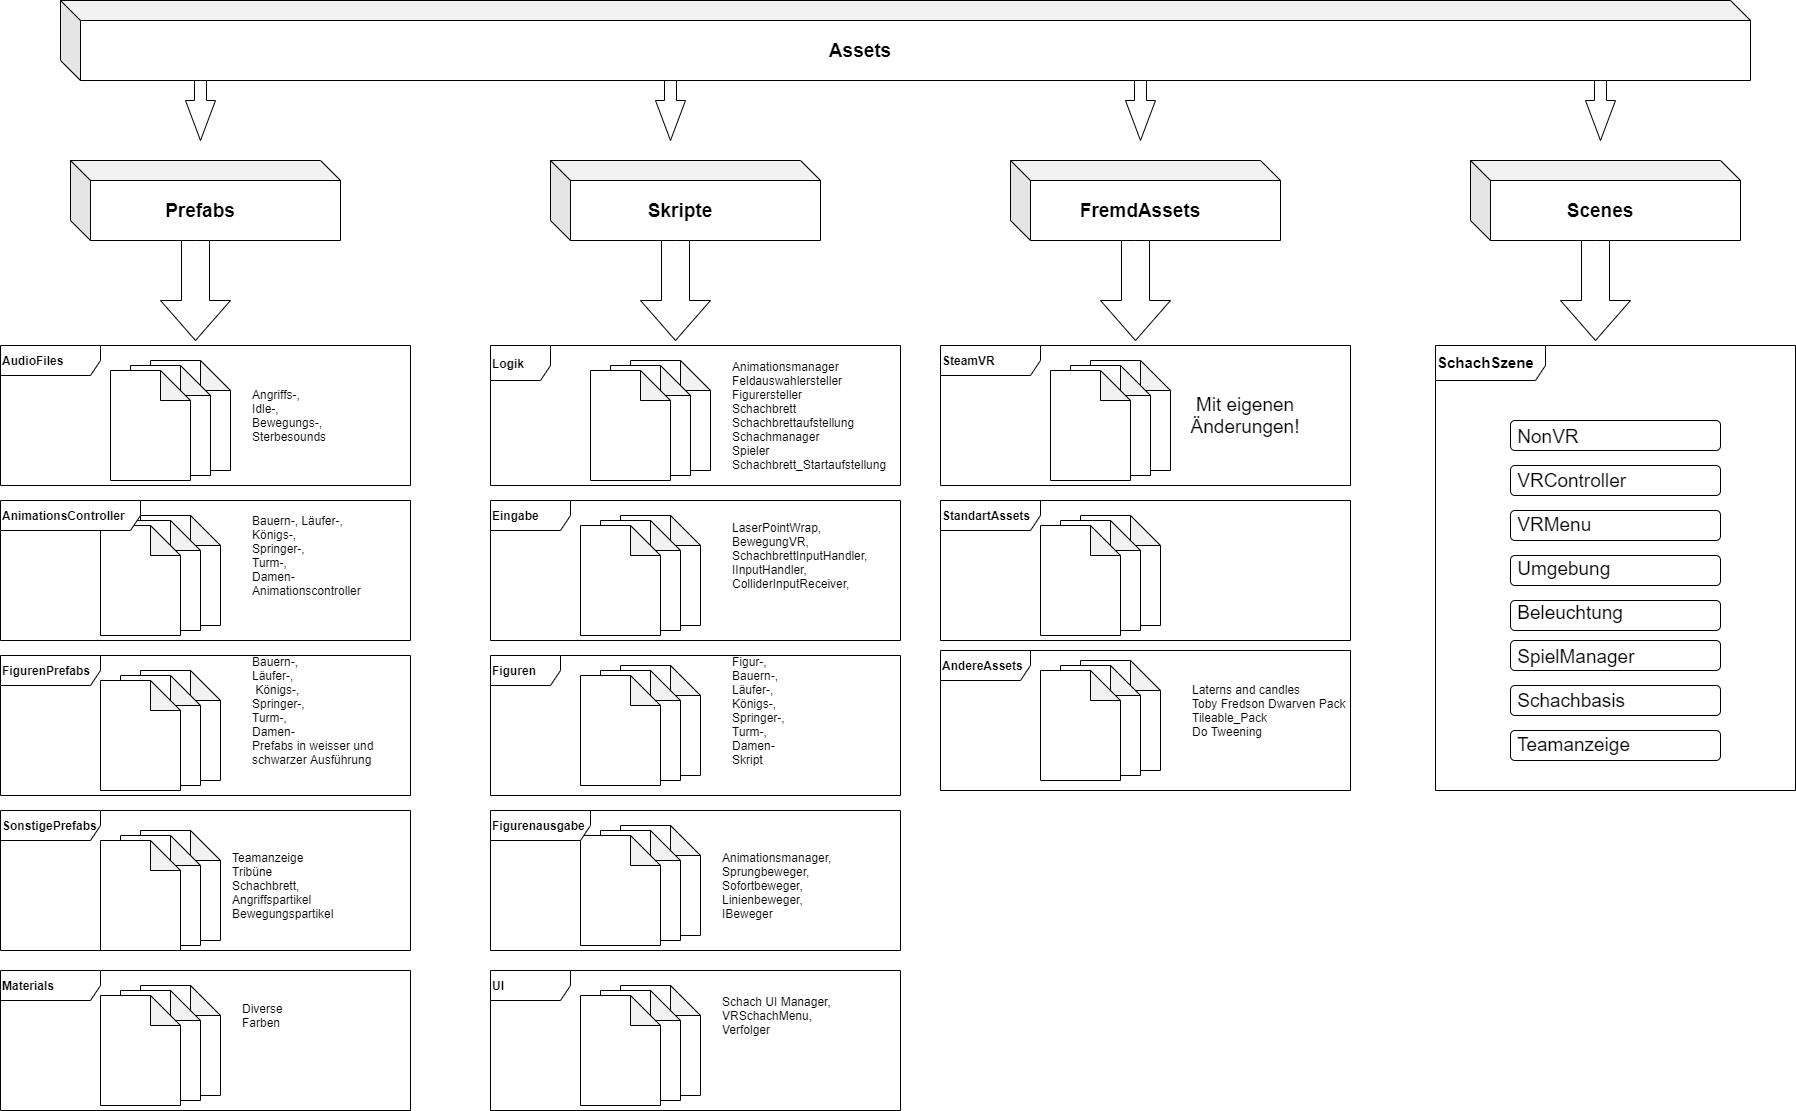 Assets
Prefabs
Skripte
FremdAssets
Scenes
AudioFiles
Angriffs-,
Idle-,
Bewegungs-,
Sterbesounds
AnimationsController
Bauern-, Läufer-,
Königs-,
Springer-,
Turm-,
Damen-
Animationscontroller
FigurenPrefabs
Bauern-,
Läufer-,
Königs-,
Springer-,
Turm-,
Damen-
Prefabs in weisser und
schwarzer Ausführung
SonstigePrefabs
Teamanzeige
Tribüne
Schachbrett,
Angriffspartikel
Bewegungspartikel
Materials
Diverse
Farben
Logik
Animationsmanager
Feldauswahlersteller
Figurersteller
Schachbrett
Schachbrettaufstellung
Schachmanager
Spieler
Schachbrett_Startaufstellung
Eingabe
LaserPointWrap,
BewegungVR,
SchachbrettInputHandler,
IInputHandler,
ColliderInputReceiver,
Figuren
Figur-,
Bauern-,
Läufer-,
Königs-,
Springer-,
Turm-,
Damen-
Skript
Figurenausgabe
Animationsmanager,
Sprungbeweger,
Sofortbeweger,
Linienbeweger,
IBeweger
UI
Schach UI Manager,
VRSchachMenu,
Verfolger
SteamVR
Mit eigenen
Änderungen!
StandartAssets
AndereAssets
Laterns and candles
Toby Fredson Dwarven Pack
Tileable_Pack
Do Tweening
SchachSzene
NonVR
VRController
VRMenu
Umgebung
Beleuchtung
SpielManager
Schachbasis
Teamanzeige